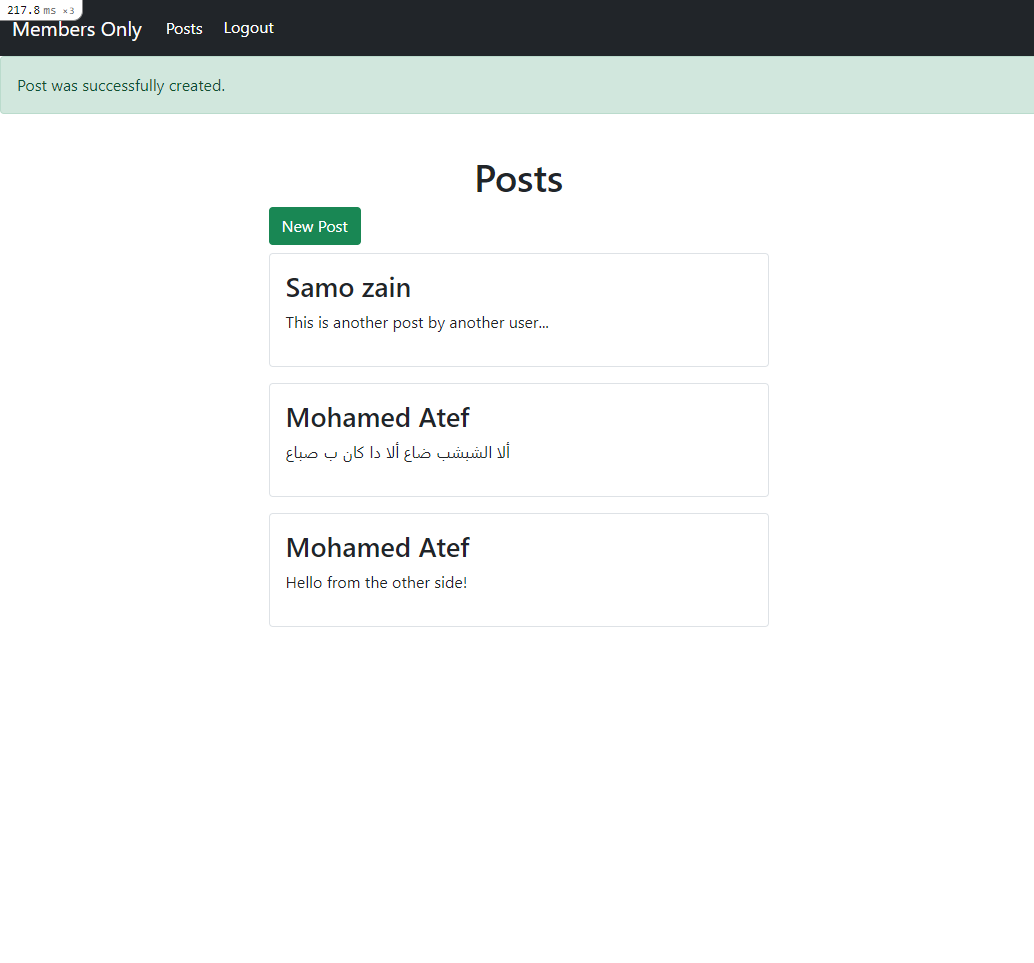 217.8 ms ×3
Members Only Posts Logout
Post was successfully created.
Posts
New Post
Samo zain
This is another post by another user...
Mohamed Atef
ألا الشبشب ضاع ألا دا كان ب صباع
Mohamed Atef
Hello from the other side!